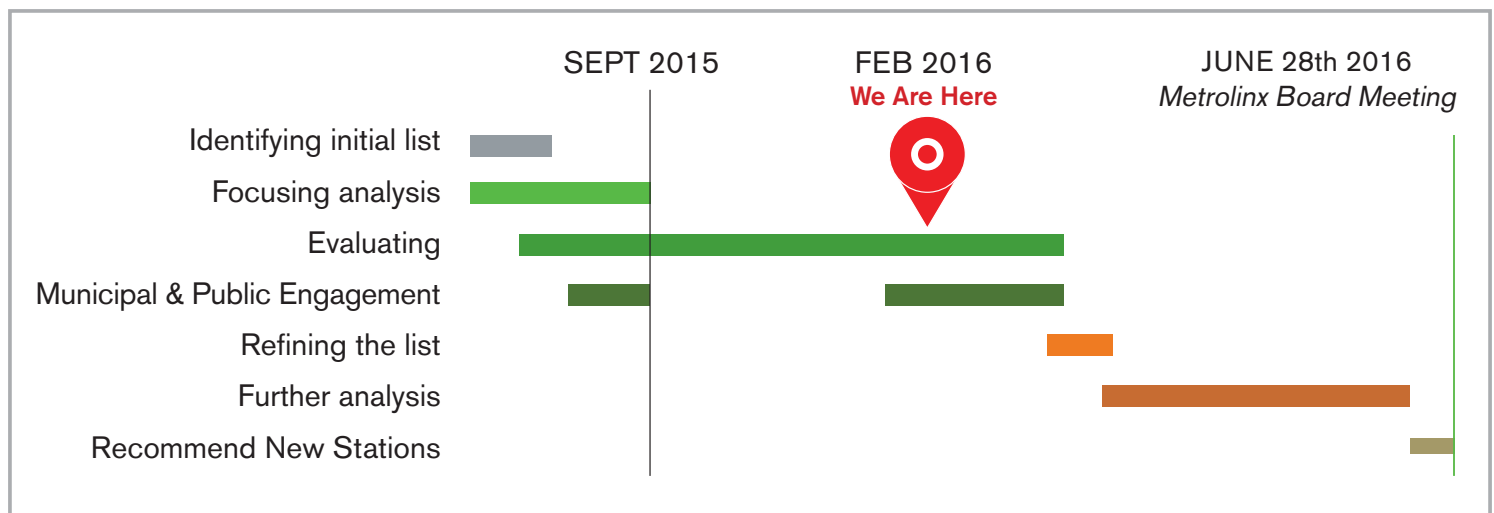 SEPT 2015
FEB 2016
We Are Here
JUNE 28th 2016
Metrolinx Board Meeting
Identifying initial list
Focusing analysis
Evaluating
Municipal & Public Engagement
Refining the list
Further analysis
Recommend New Stations